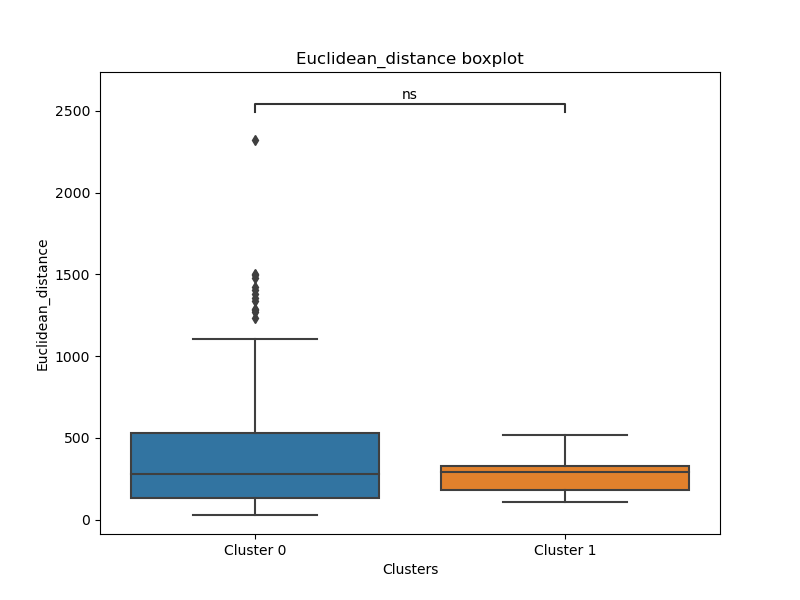 Euclidean_distance boxplot
ns
2500
2000
1500
1000
500
0
Euclidean_distance
Cluster 0
Cluster 1
Clusters